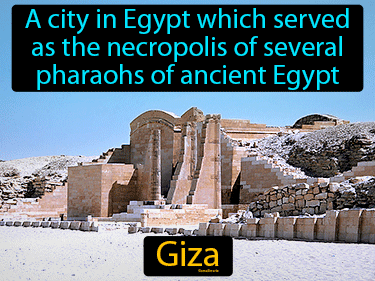 A city in Egypt which served
as the necropolis of several
pharaohs of ancient Egypt
Giza